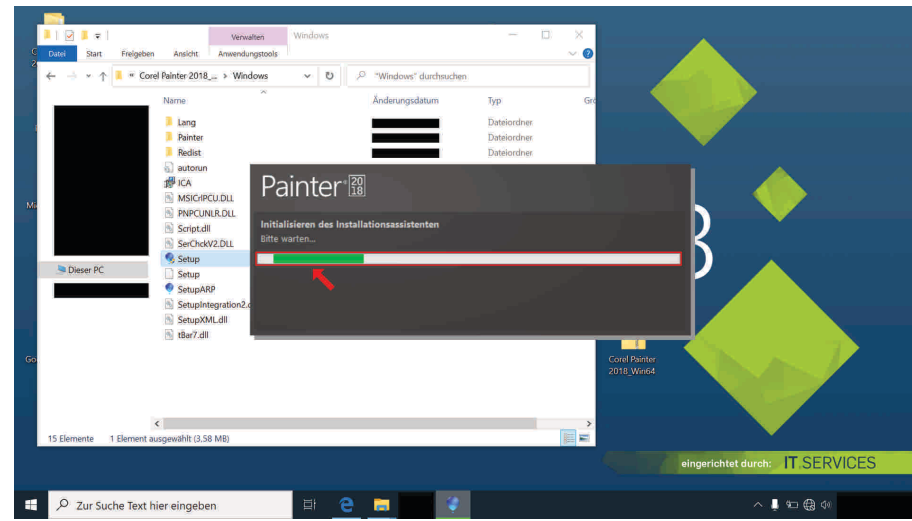 Verwalten
Windows
Datei Start Freigeben Ansicht Anwendungstools
Corel Painter 2018_... > Windows
"Windows" durchsuchen
Name Änderungsdatum Typ Grö
Lang Dateiordner
Painter Dateiordner
Redist Dateiordner
autorun
ICA
MSICrlPCU.DLL
PNPCUNLR.DLL
Script.dll
SerChckV2.DLL
Setup
Setup
SetupARP
SetupIntegration2.d
SetupXML.dll
tBar7.dll
Dieser PC
Painter® 2018
Initialisieren des Installationsassistenten
Bitte warten...
15 Elemente 1 Element ausgewählt (3.58 MB)
Corel Painter
2018_Win64
eingerichtet durch: IT.SERVICES
Zur Suche Text hier eingeben